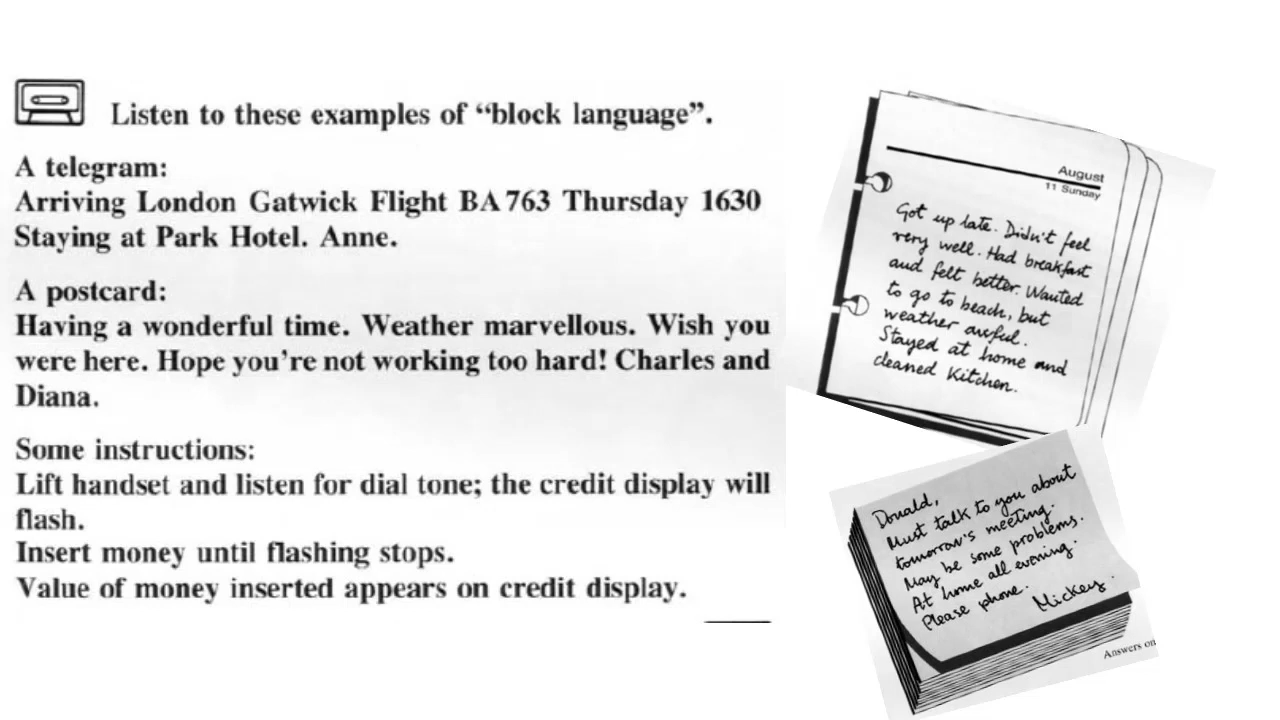 Listen to these examples of “block language”.
A telegram:
Arriving London Gatwick Flight BA763 Thursday 1630
Staying at Park Hotel. Anne.
A postcard:
Having a wonderful time. Weather marvellous. Wish you
were here. Hope you’re not working too hard! Charles and
Diana.
Some instructions:
Lift handset and listen for dial tone; the credit display will
flash.
Insert money until flashing stops.
Value of money inserted appears on credit display.
August
11 Sunday
Got up late. Didn't feel
very well. Had breakfast
and felt better. Wanted
to go to beach, but
weather awful.
Stayed at home and
cleaned kitchen.
Donald,
Must talk to you about
tomorrow's meeting.
May be some problems.
At home all evening.
Please phone.
Mickey.
Answers on